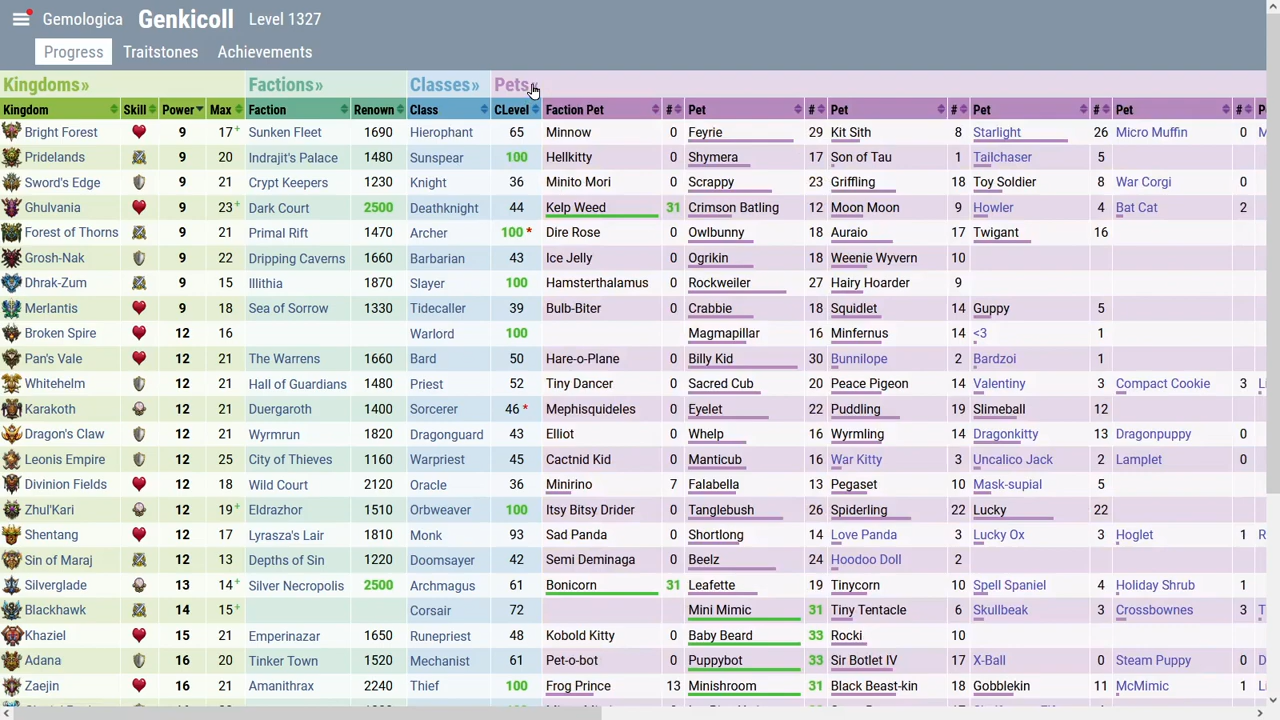 Gemologica Genkicoll Level 1327
Progress Traitstones Achievements
Kingdoms» Factions» Classes» Pets»
Kingdom Skill Power Max Faction Renown Class CLevel Faction Pet # Pet # Pet # Pet # Pet #
Bright Forest 9 17+ Sunken Fleet 1690 Hierophant 65 Minnow 0 Feyrie 29 Kit Sith 8 Starlight 26 Micro Muffin 0
Pridelands 9 20 Indrajit's Palace 1480 Sunspear 100 Hellkitty 0 Shymera 17 Son of Tau 1 Tailchaser 5
Sword's Edge 9 21 Crypt Keepers 1230 Knight 36 Minito Mori 0 Scrappy 23 Griffling 18 Toy Soldier 8 War Corgi 0
Ghulvania 9 23+ Dark Court 2500 Deathknight 44 Kelp Weed 31 Crimson Batling 12 Moon Moon 9 Howler 4 Bat Cat 2
Forest of Thorns 9 21 Primal Rift 1470 Archer 100 * Dire Rose 0 Owlbunny 18 Auraio 17 Twigant 16
Grosh-Nak 9 22 Dripping Caverns 1660 Barbarian 43 Ice Jelly 0 Ogrikin 18 Weenie Wyvern 10
Dhrak-Zum 9 15 Illithia 1870 Slayer 100 Hamsterthalamus 0 Rockweiler 27 Hairy Hoarder 9
Merlantis 9 18 Sea of Sorrow 1330 Tidecaller 39 Bulb-Biter 0 Crabbie 18 Squidlet 14 Guppy 5
Broken Spire 12 16 Warlord 100 Magmapillar 16 Minfernus 14 <3 1
Pan's Vale 12 21 The Warrens 1660 Bard 50 Hare-o-Plane 0 Billy Kid 30 Bunnilope 2 Bardzoi 1
Whitehelm 12 21 Hall of Guardians 1480 Priest 52 Tiny Dancer 0 Sacred Cub 20 Peace Pigeon 14 Valentiny 3 Compact Cookie 3
Karakoth 12 21 Duergaroth 1400 Sorcerer 46 * Mephisquideles 0 Eyelet 22 Puddling 19 Slimeball 12
Dragon's Claw 12 21 Wyrmrun 1820 Dragonguard 43 Elliot 0 Whelp 16 Wyrmling 14 Dragonkitty 13 Dragonpuppy 0
Leonis Empire 12 25 City of Thieves 1160 Warpriest 45 Cactnid Kid 0 Manticub 16 War Kitty 3 Uncalico Jack 2 Lamplet 0
Divinion Fields 12 18 Wild Court 2120 Oracle 36 Minirino 7 Falabella 13 Pegaset 10 Mask-supial 5
Zhul'Kari 12 19+ Eldrazhor 1510 Orbweaver 100 Itsy Bitsy Drider 0 Tanglebush 26 Spiderling 22 Lucky 22
Shentang 12 17 Lyrasza's Lair 1810 Monk 93 Sad Panda 0 Shortlong 14 Love Panda 3 Lucky Ox 3 Hoglet 1
Sin of Maraj 12 13 Depths of Sin 1220 Doomsayer 42 Semi Deminaga 0 Beelz 24 Hoodoo Doll 2
Silverglade 13 14+ Silver Necropolis 2500 Archmagus 61 Bonicorn 31 Leafette 19 Tinycorn 10 Spell Spaniel 4 Holiday Shrub 1
Blackhawk 14 15+ Corsair 72 Mini Mimic 31 Tiny Tentacle 6 Skullbeak 3 Crossbownes 3
Khaziel 15 21 Emperinazar 1650 Runepriest 48 Kobold Kitty 0 Baby Beard 33 Rocki 10
Adana 16 20 Tinker Town 1520 Mechanist 61 Pet-o-bot 0 Puppybot 33 Sir Botlet IV 17 X-Ball 0 Steam Puppy 0
Zaejin 16 21 Amanithrax 2240 Thief 100 Frog Prince 13 Minishroom 31 Black Beast-kin 18 Gobblekin 11 McMimic 1